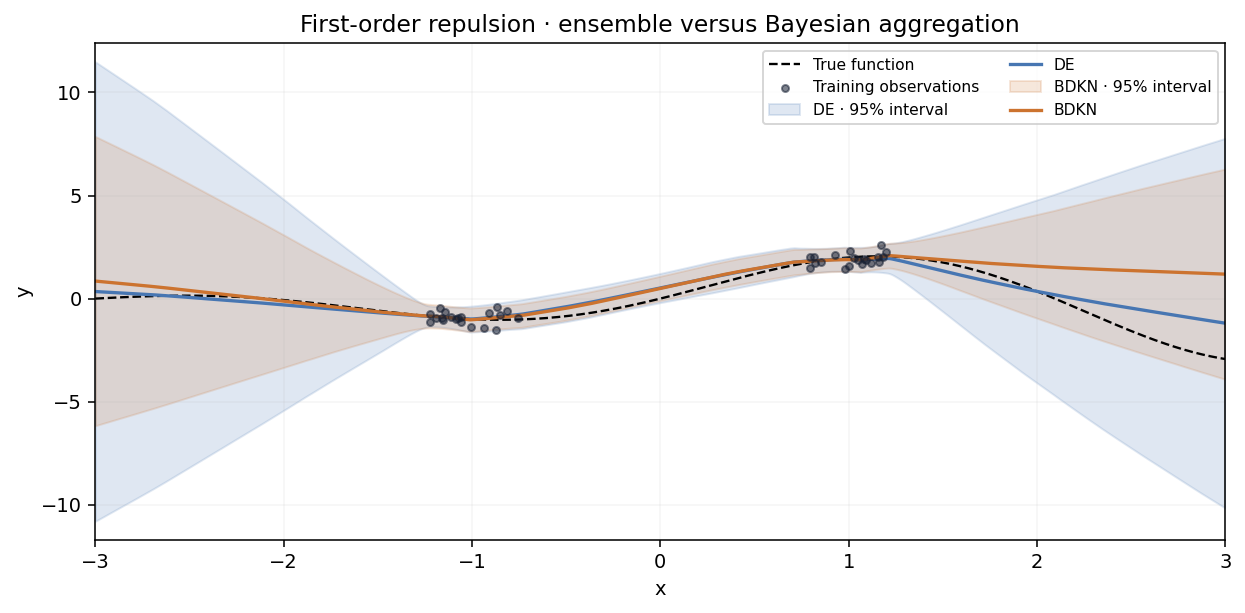 First-order repulsion · ensemble versus Bayesian aggregation
True function
Training observations
DE · 95% interval
DE
BDKN · 95% interval
BDKN
y
10
5
0
−5
−10
−3
−2
−1
0
1
2
3
x